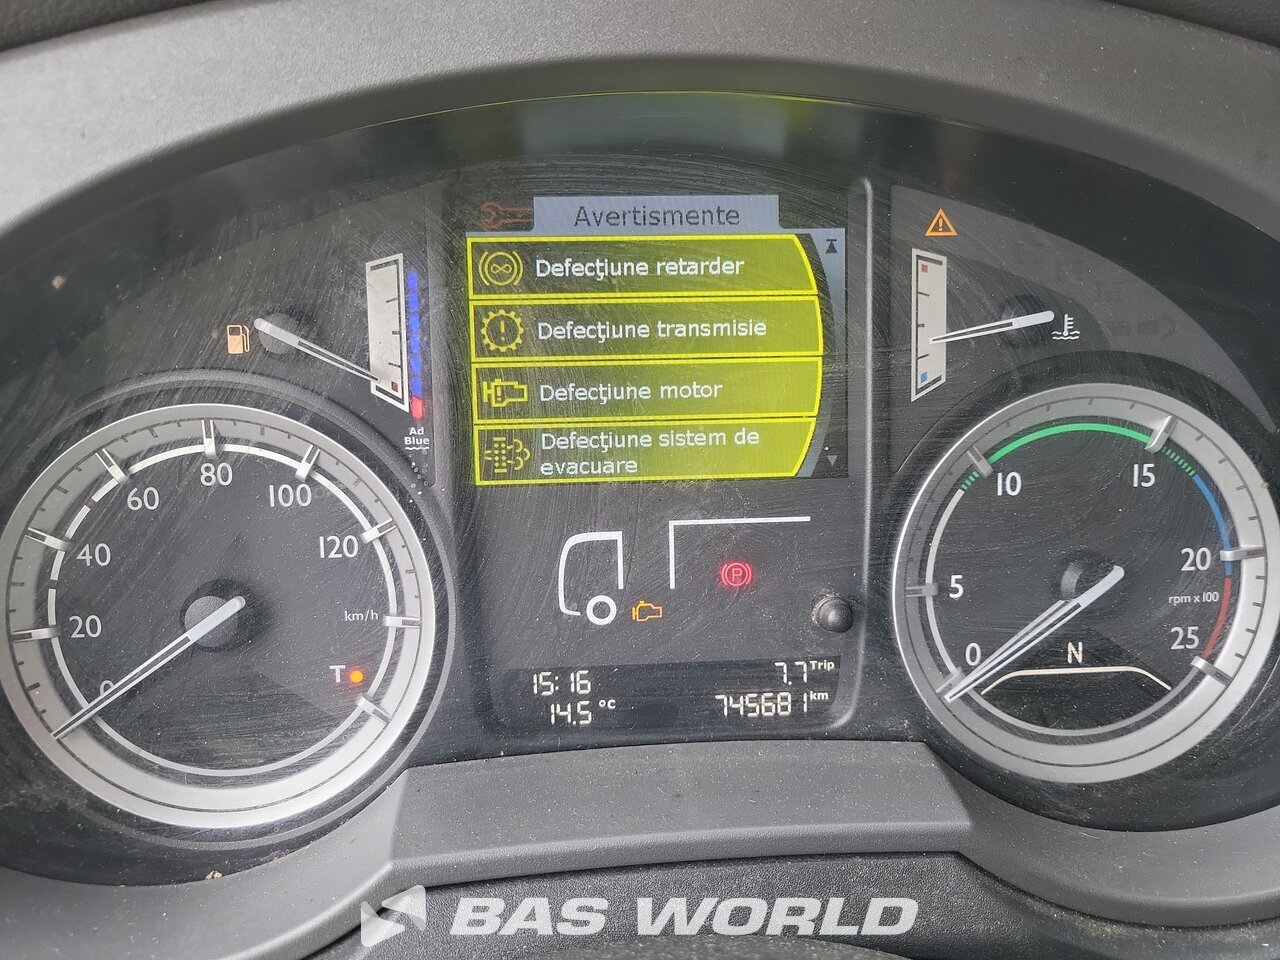 Avertismente
Defecţiune retarder
Defecţiune transmisie
Defecţiune motor
Defecţiune sistem de
evacuare
Ad
Blue
0
20
40
60
80
100
120
km/h
T
P
15:16
7.7 Trip
14.5 °C
745681 km
0
5
10
15
20
25
rpm x 100
N
BAS WORLD